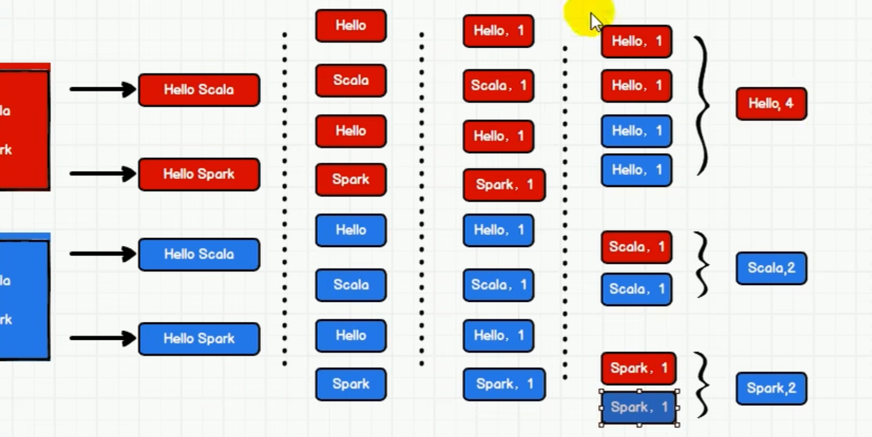 la
rk
la
rk
Hello Scala
Hello Spark
Hello Scala
Hello Spark
Hello
Scala
Hello
Spark
Hello
Scala
Hello
Spark
Hello, 1
Scala, 1
Hello, 1
Spark, 1
Hello, 1
Scala, 1
Hello, 1
Spark, 1
Hello, 1
Hello, 1
Hello, 1
Hello, 1
Scala, 1
Scala, 1
Spark, 1
Spark, 1
Hello, 4
Scala,2
Spark,2